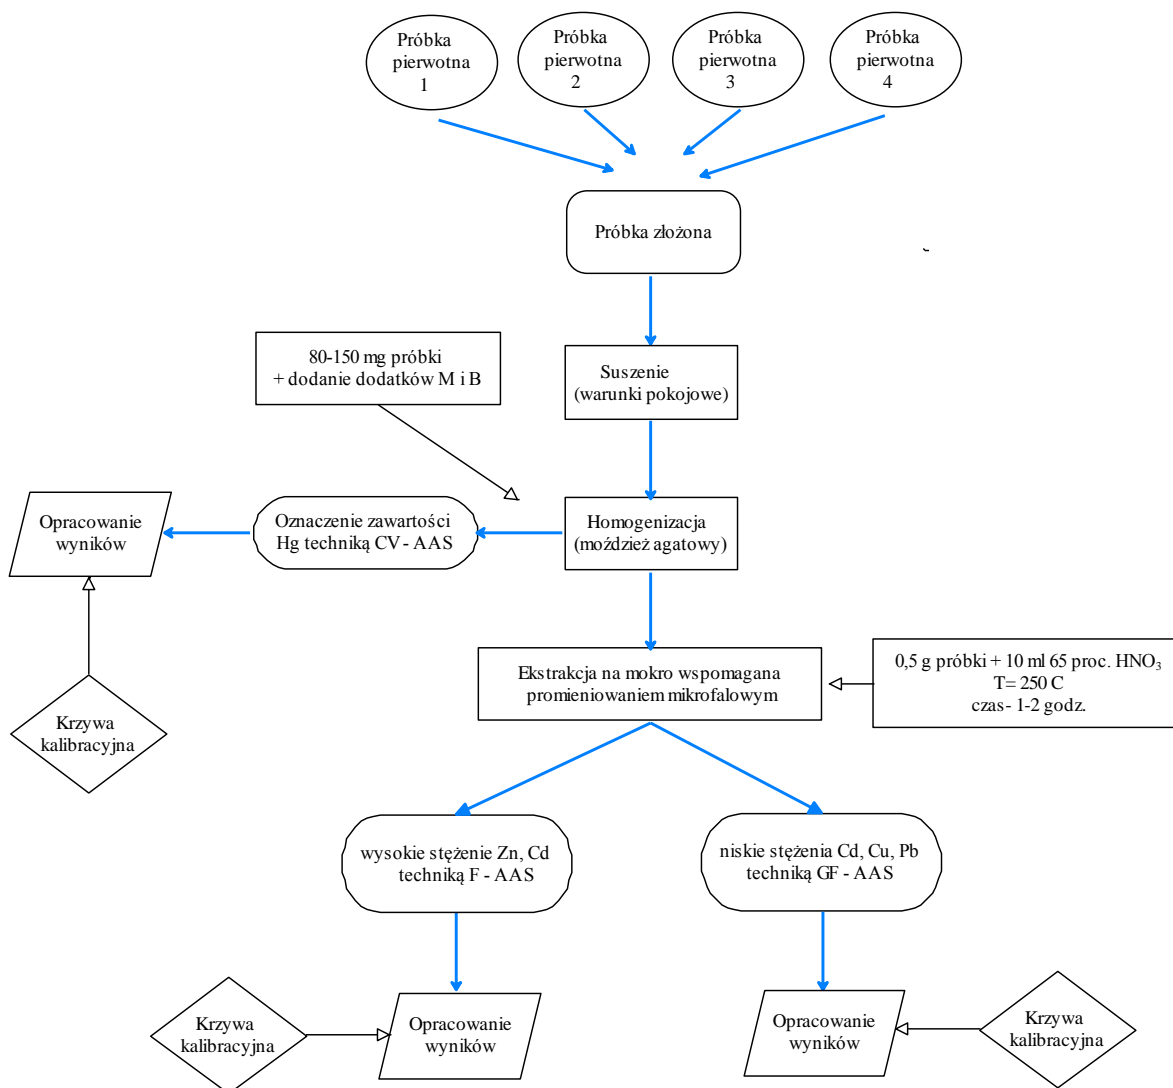 Próbka
pierwotna
1
Próbka
pierwotna
2
Próbka
pierwotna
3
Próbka
pierwotna
4
Próbka złożona
80-150 mg próbki
+ dodanie dodatków M i B
Suszenie
(warunki pokojowe)
Opracowanie
wyników
Oznaczenie zawartości
Hg techniką CV - AAS
Homogenizacja
(moździeż agatowy)
Krzywa
kalibracyjna
Ekstrakcja na mokro wspomagana
promieniowaniem mikrofalowym
0,5 g próbki + 10 ml 65 proc. HNO₃
T= 250 C
czas- 1-2 godz.
wysokie stężenie Zn, Cd
techniką F - AAS
niskie stężenia Cd, Cu, Pb
techniką GF - AAS
Krzywa
kalibracyjna
Opracowanie
wyników
Opracowanie
wyników
Krzywa
kalibracyjna